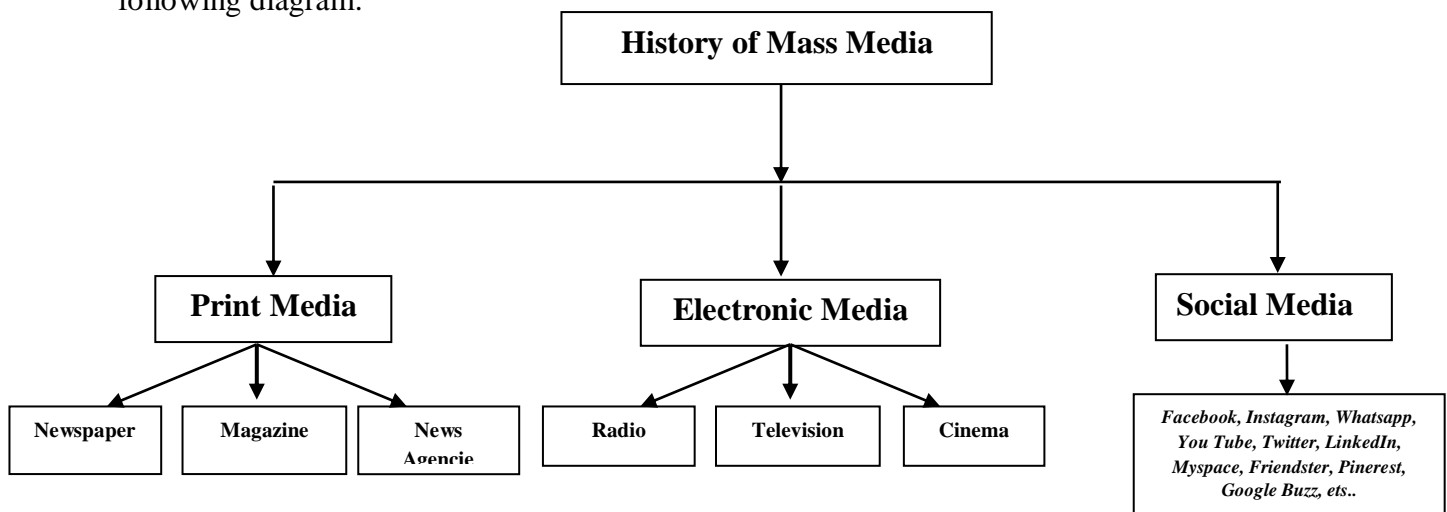 following diagram.
History of Mass Media
Print Media
Electronic Media
Social Media
Newspaper
Magazine
News
Agencie
Radio
Television
Cinema
Facebook, Instagram, Whatsapp,
You Tube, Twitter, LinkedIn,
Myspace, Friendster, Pinerest,
Google Buzz, ets..